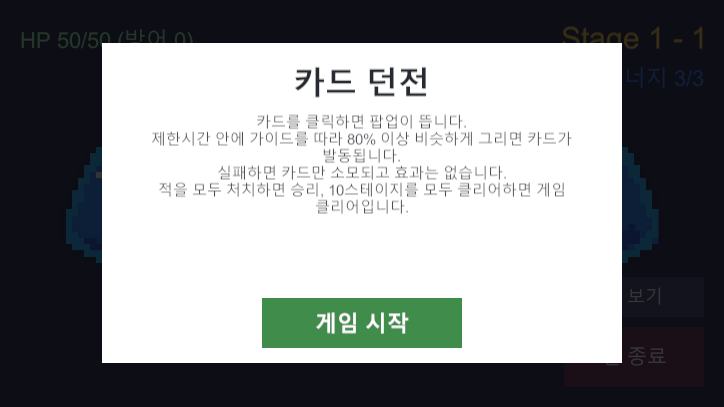 HP 50/50 (방어 0)
Stage 1 - 1
너지 3/3
카드 던전
카드를 클릭하면 팝업이 뜹니다.
제한시간 안에 가이드를 따라 80% 이상 비슷하게 그리면 카드가
발동됩니다.
실패하면 카드만 소모되고 효과는 없습니다.
적을 모두 처치하면 승리, 10스테이지를 모두 클리어하면 게임
클리어입니다.
보기
게임 시작
종료